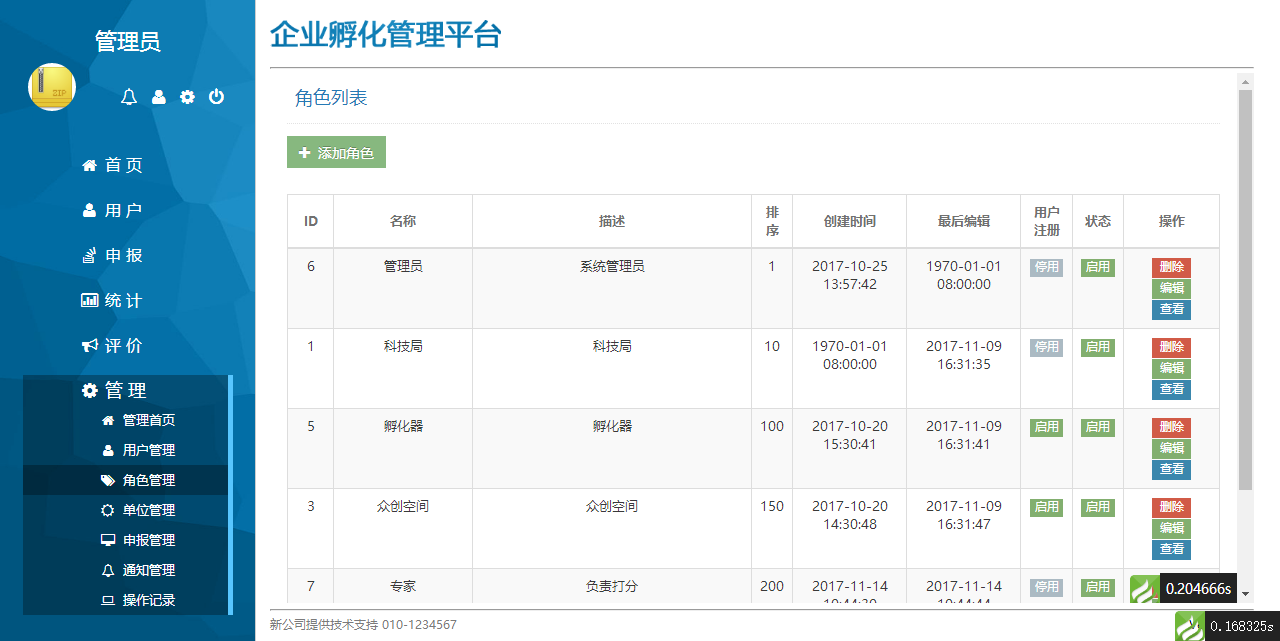 管理员
ZIP
首页
用户
申报
统计
评价
管理
管理首页
用户管理
角色管理
单位管理
申报管理
通知管理
操作记录
企业孵化管理平台
角色列表
添加角色
ID 名称 描述 排序 创建时间 最后编辑 用户注册 状态 操作
6 管理员 系统管理员 1 2017-10-25 13:57:42 1970-01-01 08:00:00 停用 启用 删除 编辑 查看
1 科技局 科技局 10 1970-01-01 08:00:00 2017-11-09 16:31:35 停用 启用 删除 编辑 查看
5 孵化器 孵化器 100 2017-10-20 15:30:41 2017-11-09 16:31:41 启用 启用 删除 编辑 查看
3 众创空间 众创空间 150 2017-10-20 14:30:48 2017-11-09 16:31:47 启用 启用 删除 编辑 查看
7 专家 负责打分 200 2017-11-14 2017-11-14 停用 启用
0.204666s
新公司提供技术支持 010-1234567
0.168325s